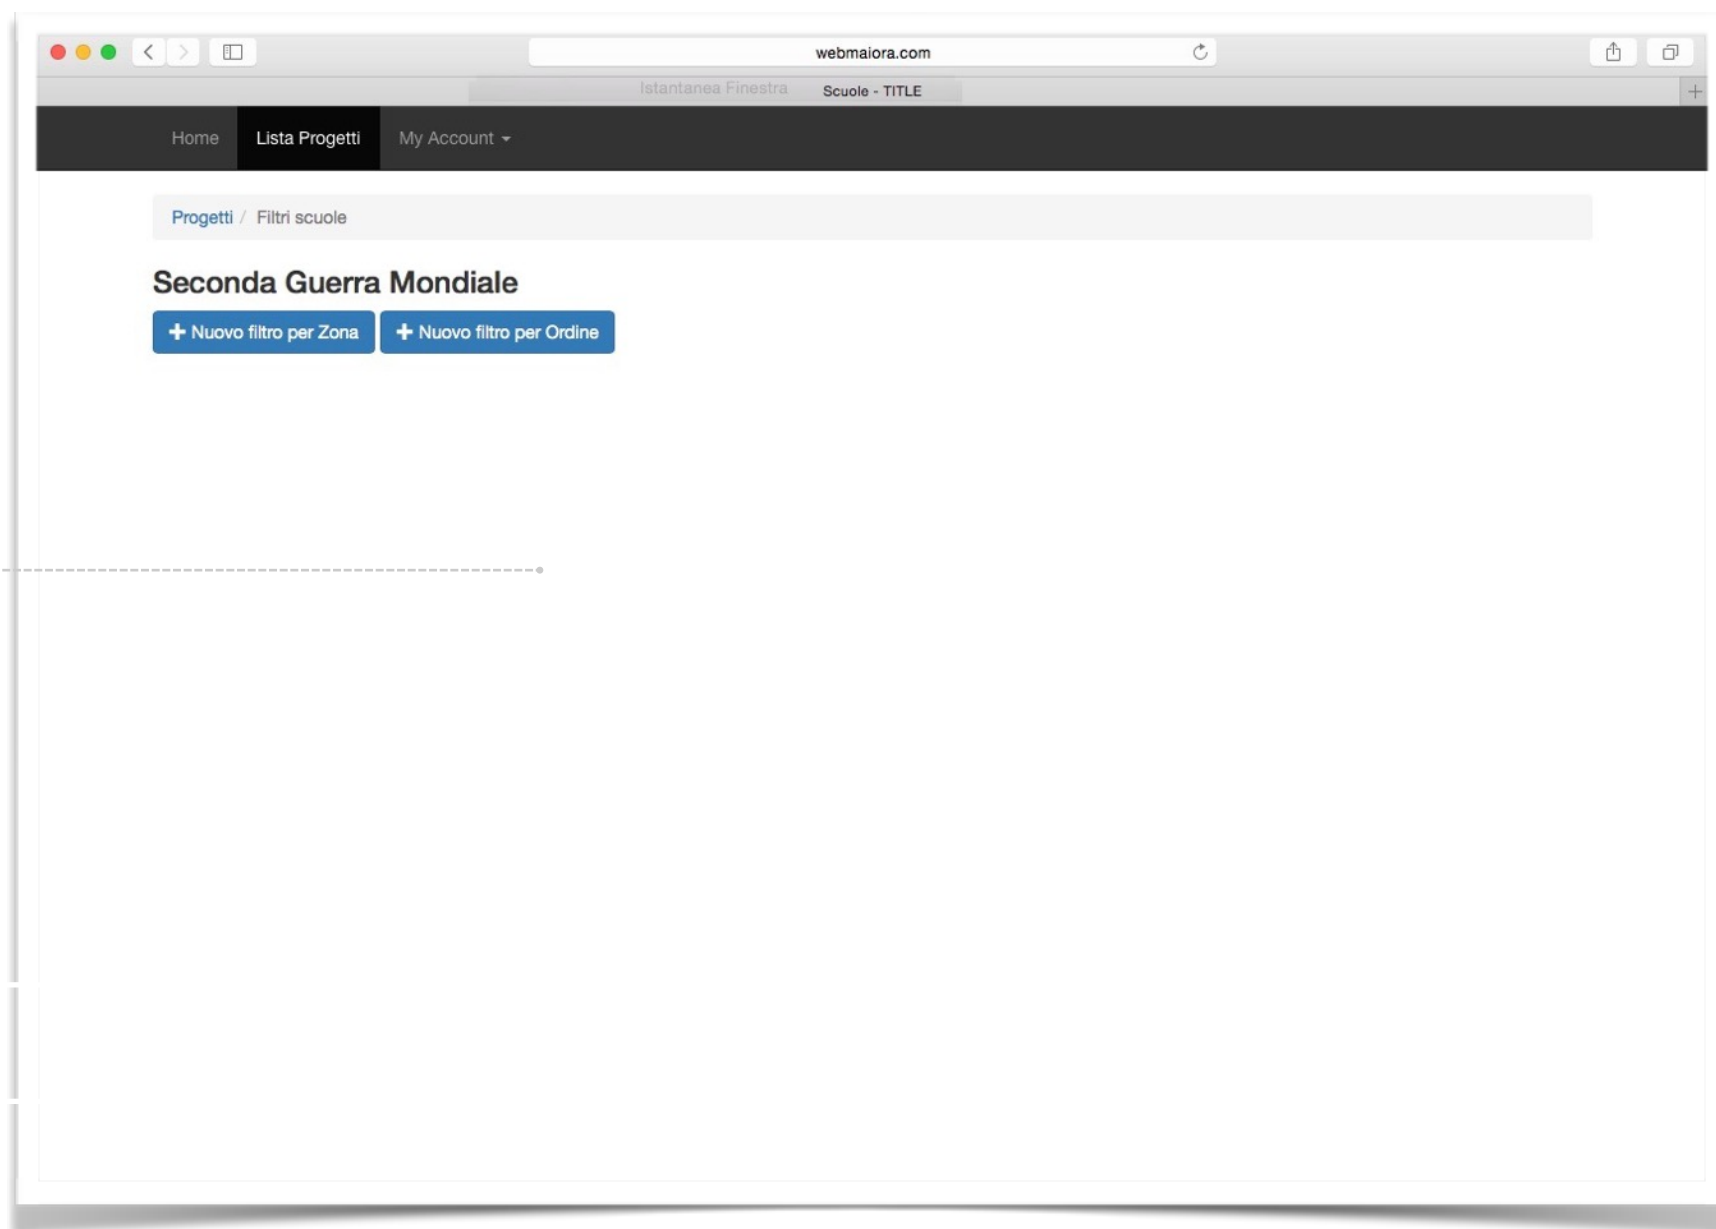 webmaiora.com
Istantanea Finestra Scuole - TITLE
Home Lista Progetti My Account
Progetti / Filtri scuole
Seconda Guerra Mondiale
+ Nuovo filtro per Zona + Nuovo filtro per Ordine